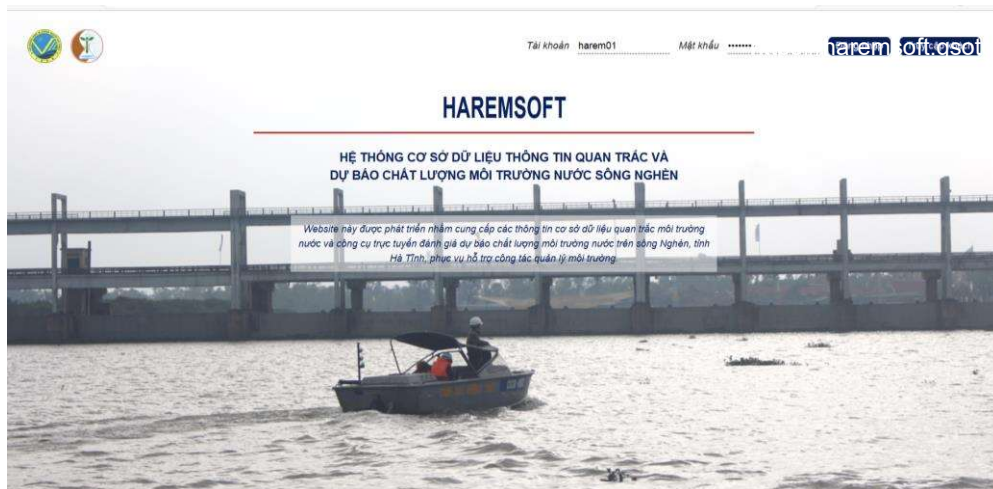 Tài khoản harem01 Mật khẩu •••••••
harem soft.qsof
HAREMSOFT
HỆ THỐNG CƠ SỞ DỮ LIỆU THÔNG TIN QUAN TRẮC VÀ
DỰ BÁO CHẤT LƯỢNG MÔI TRƯỜNG NƯỚC SÔNG NGHÈN
Website này được phát triển nhằm cung cấp các thông tin cơ sở dữ liệu quan trắc môi trường
nước và công cụ trực tuyến đánh giá dự báo chất lượng môi trường nước trên sông Nghèn, tỉnh
Hà Tĩnh, phục vụ hỗ trợ công tác quản lý môi trường